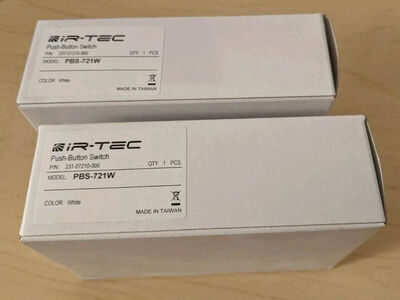 IR-TEC
Push-Button Switch
P/N: 231-07210-000 QTY: 1 PCS
MODEL: PBS-721W
COLOR: White
MADE IN TAIWAN
IR-TEC
Push-Button Switch
P/N: 231-07210-000 QTY: 1 PCS
MODEL: PBS-721W
COLOR: White
MADE IN TAIWAN